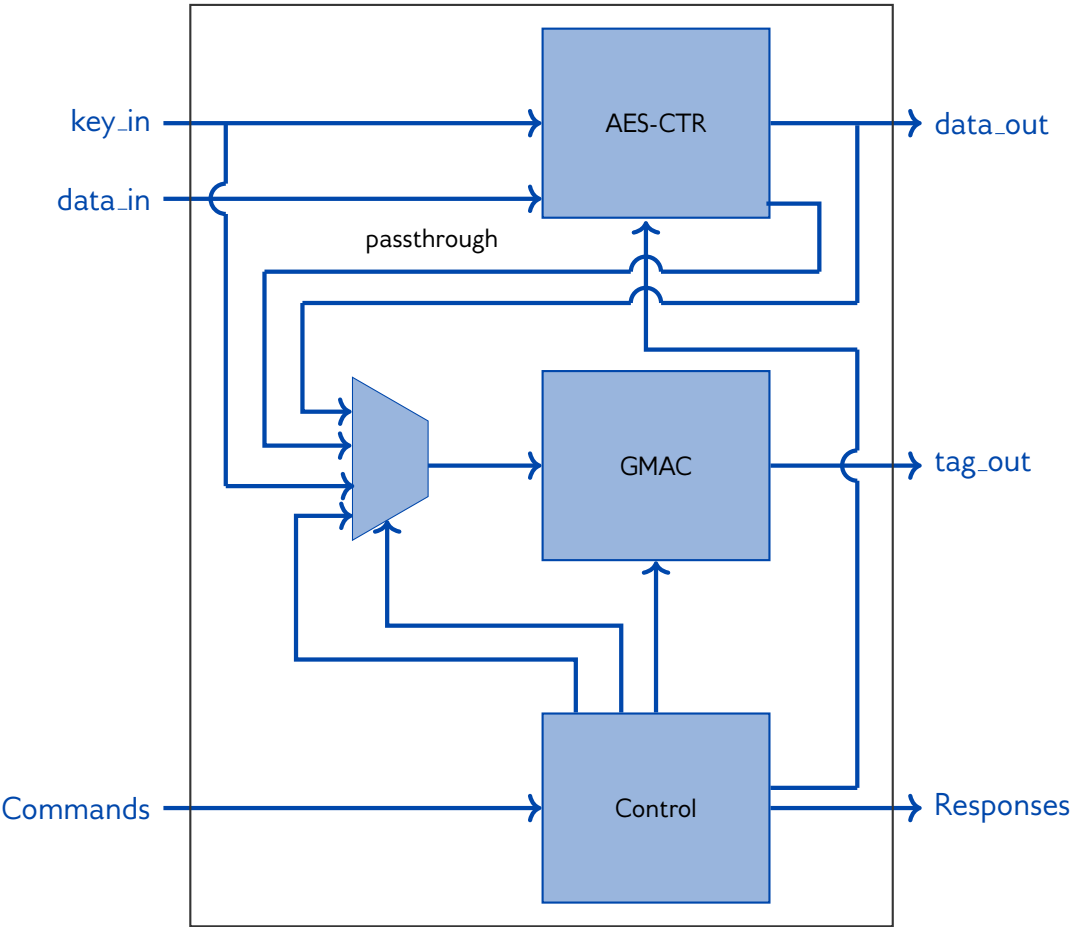 key_in
AES-CTR
data_out
data_in
passthrough
GMAC
tag_out
Commands
Control
Responses